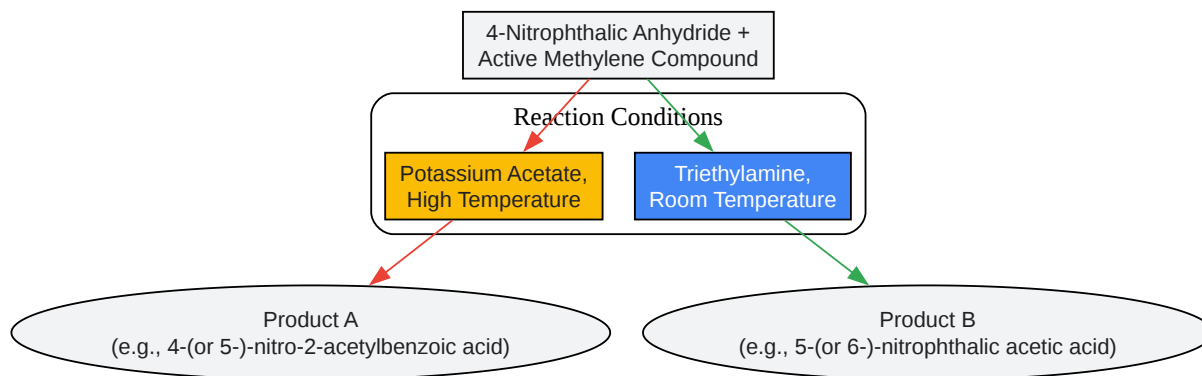 4-Nitrophthalic Anhydride +
Active Methylene Compound
Reaction Conditions
Potassium Acetate,
High Temperature
Triethylamine,
Room Temperature
Product A
(e.g., 4-(or 5-)-nitro-2-acetylbenzoic acid)
Product B
(e.g., 5-(or 6-)-nitrophthalic acetic acid)